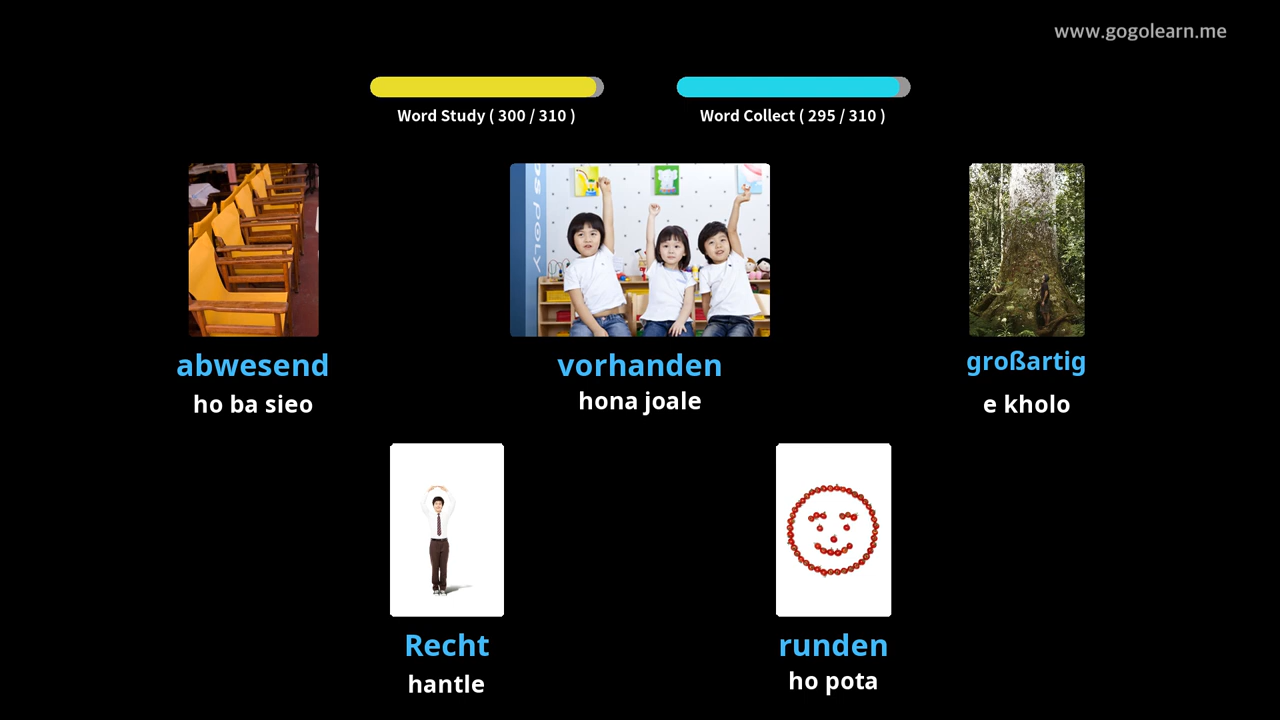 www.gogolearn.me
Word Study ( 300 / 310 )
Word Collect ( 295 / 310 )
abwesend
ho ba sieo
vorhanden
hona joale
großartig
e kholo
Recht
hantle
runden
ho pota